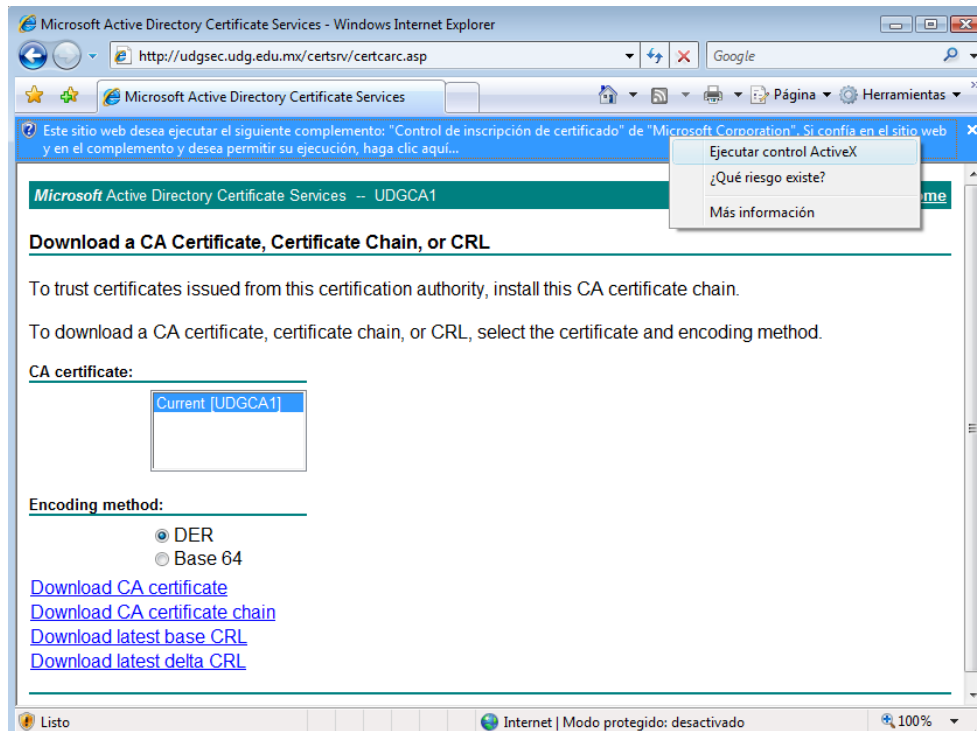 Microsoft Active Directory Certificate Services - Windows Internet Explorer
http://udgsec.udg.edu.mx/certsrv/certcarc.asp
Google
Microsoft Active Directory Certificate Services
Página
Herramientas
Este sitio web desea ejecutar el siguiente complemento: "Control de inscripción de certificado" de "Microsoft Corporation". Si confía en el sitio web
y en el complemento y desea permitir su ejecución, haga clic aquí...
Ejecutar control ActiveX
¿Qué riesgo existe?
Más información
Microsoft Active Directory Certificate Services -- UDGCA1
ome
Download a CA Certificate, Certificate Chain, or CRL
To trust certificates issued from this certification authority, install this CA certificate chain.
To download a CA certificate, certificate chain, or CRL, select the certificate and encoding method.
CA certificate:
Current [UDGCA1]
Encoding method:
DER
Base 64
Download CA certificate
Download CA certificate chain
Download latest base CRL
Download latest delta CRL
Listo
Internet | Modo protegido: desactivado
100%